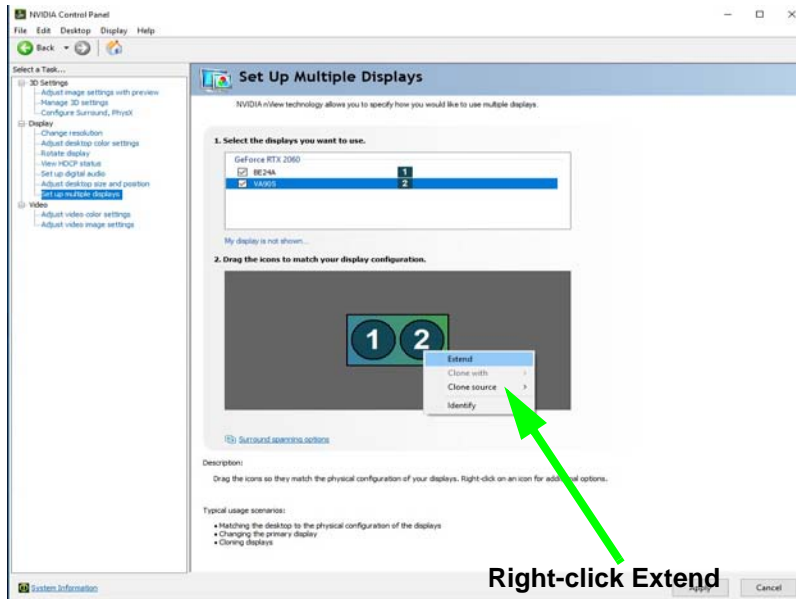 NVIDIA Control Panel
File Edit Desktop Display Help
Back
Select a Task...
3D Settings
Adjust image settings with preview
Manage 3D settings
Configure Surround, PhysX
Display
Change resolution
Adjust desktop color settings
Rotate display
View HDCP status
Set up digital audio
Adjust desktop size and position
Set up multiple displays
Video
Adjust video color settings
Adjust video image settings
Set Up Multiple Displays
NVIDIA nView technology allows you to specify how you would like to use multiple displays.
1. Select the displays you want to use.
GeForce RTX 2060
BE24A 1
VA905 2
My display is not shown...
2. Drag the icons to match your display configuration.
1 2
Extend
Clone with
Clone source
Identify
Surround spanning options
Description:
Drag the icons so they match the physical configuration of your displays. Right-click on an icon for additional options.
Typical usage scenarios:
• Matching the desktop to the physical configuration of the displays
• Changing the primary display
• Cloning displays
Right-click Extend
System Information
Apply Cancel